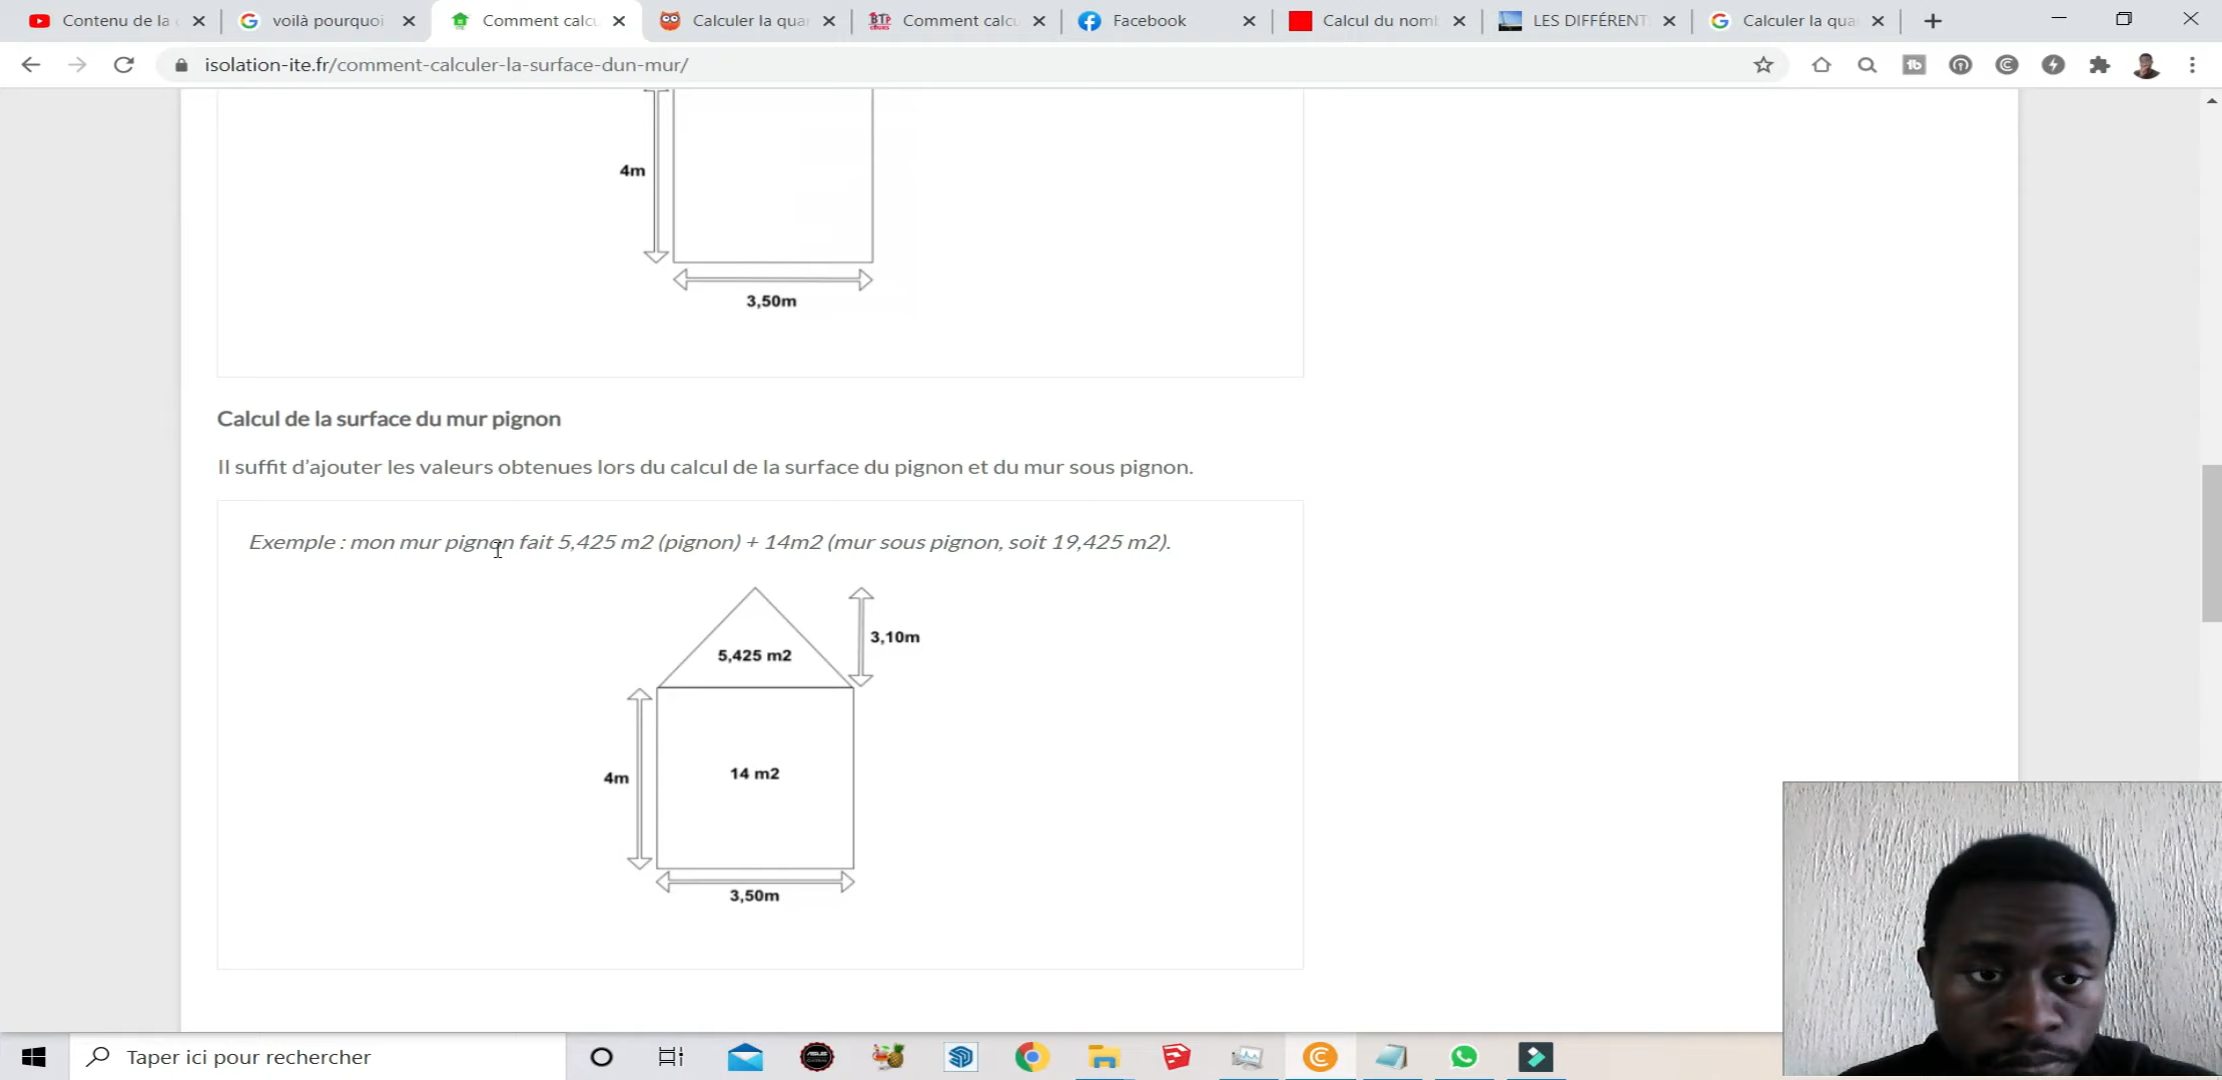 Contenu de la
voilà pourquoi
Comment calc
Calculer la qua
BTP
COURS
Comment calc
Facebook
Calcul du nom
LES DIFFÉRENT
Calculer la qua
isolation-ite.fr/comment-calculer-la-surface-dun-mur/
4m
3,50m
Calcul de la surface du mur pignon
Il suffit d'ajouter les valeurs obtenues lors du calcul de la surface du pignon et du mur sous pignon.
Exemple : mon mur pignon fait 5,425 m2 (pignon) + 14m2 (mur sous pignon, soit 19,425 m2).
3,10m
5,425 m2
14 m2
4m
3,50m
Taper ici pour rechercher